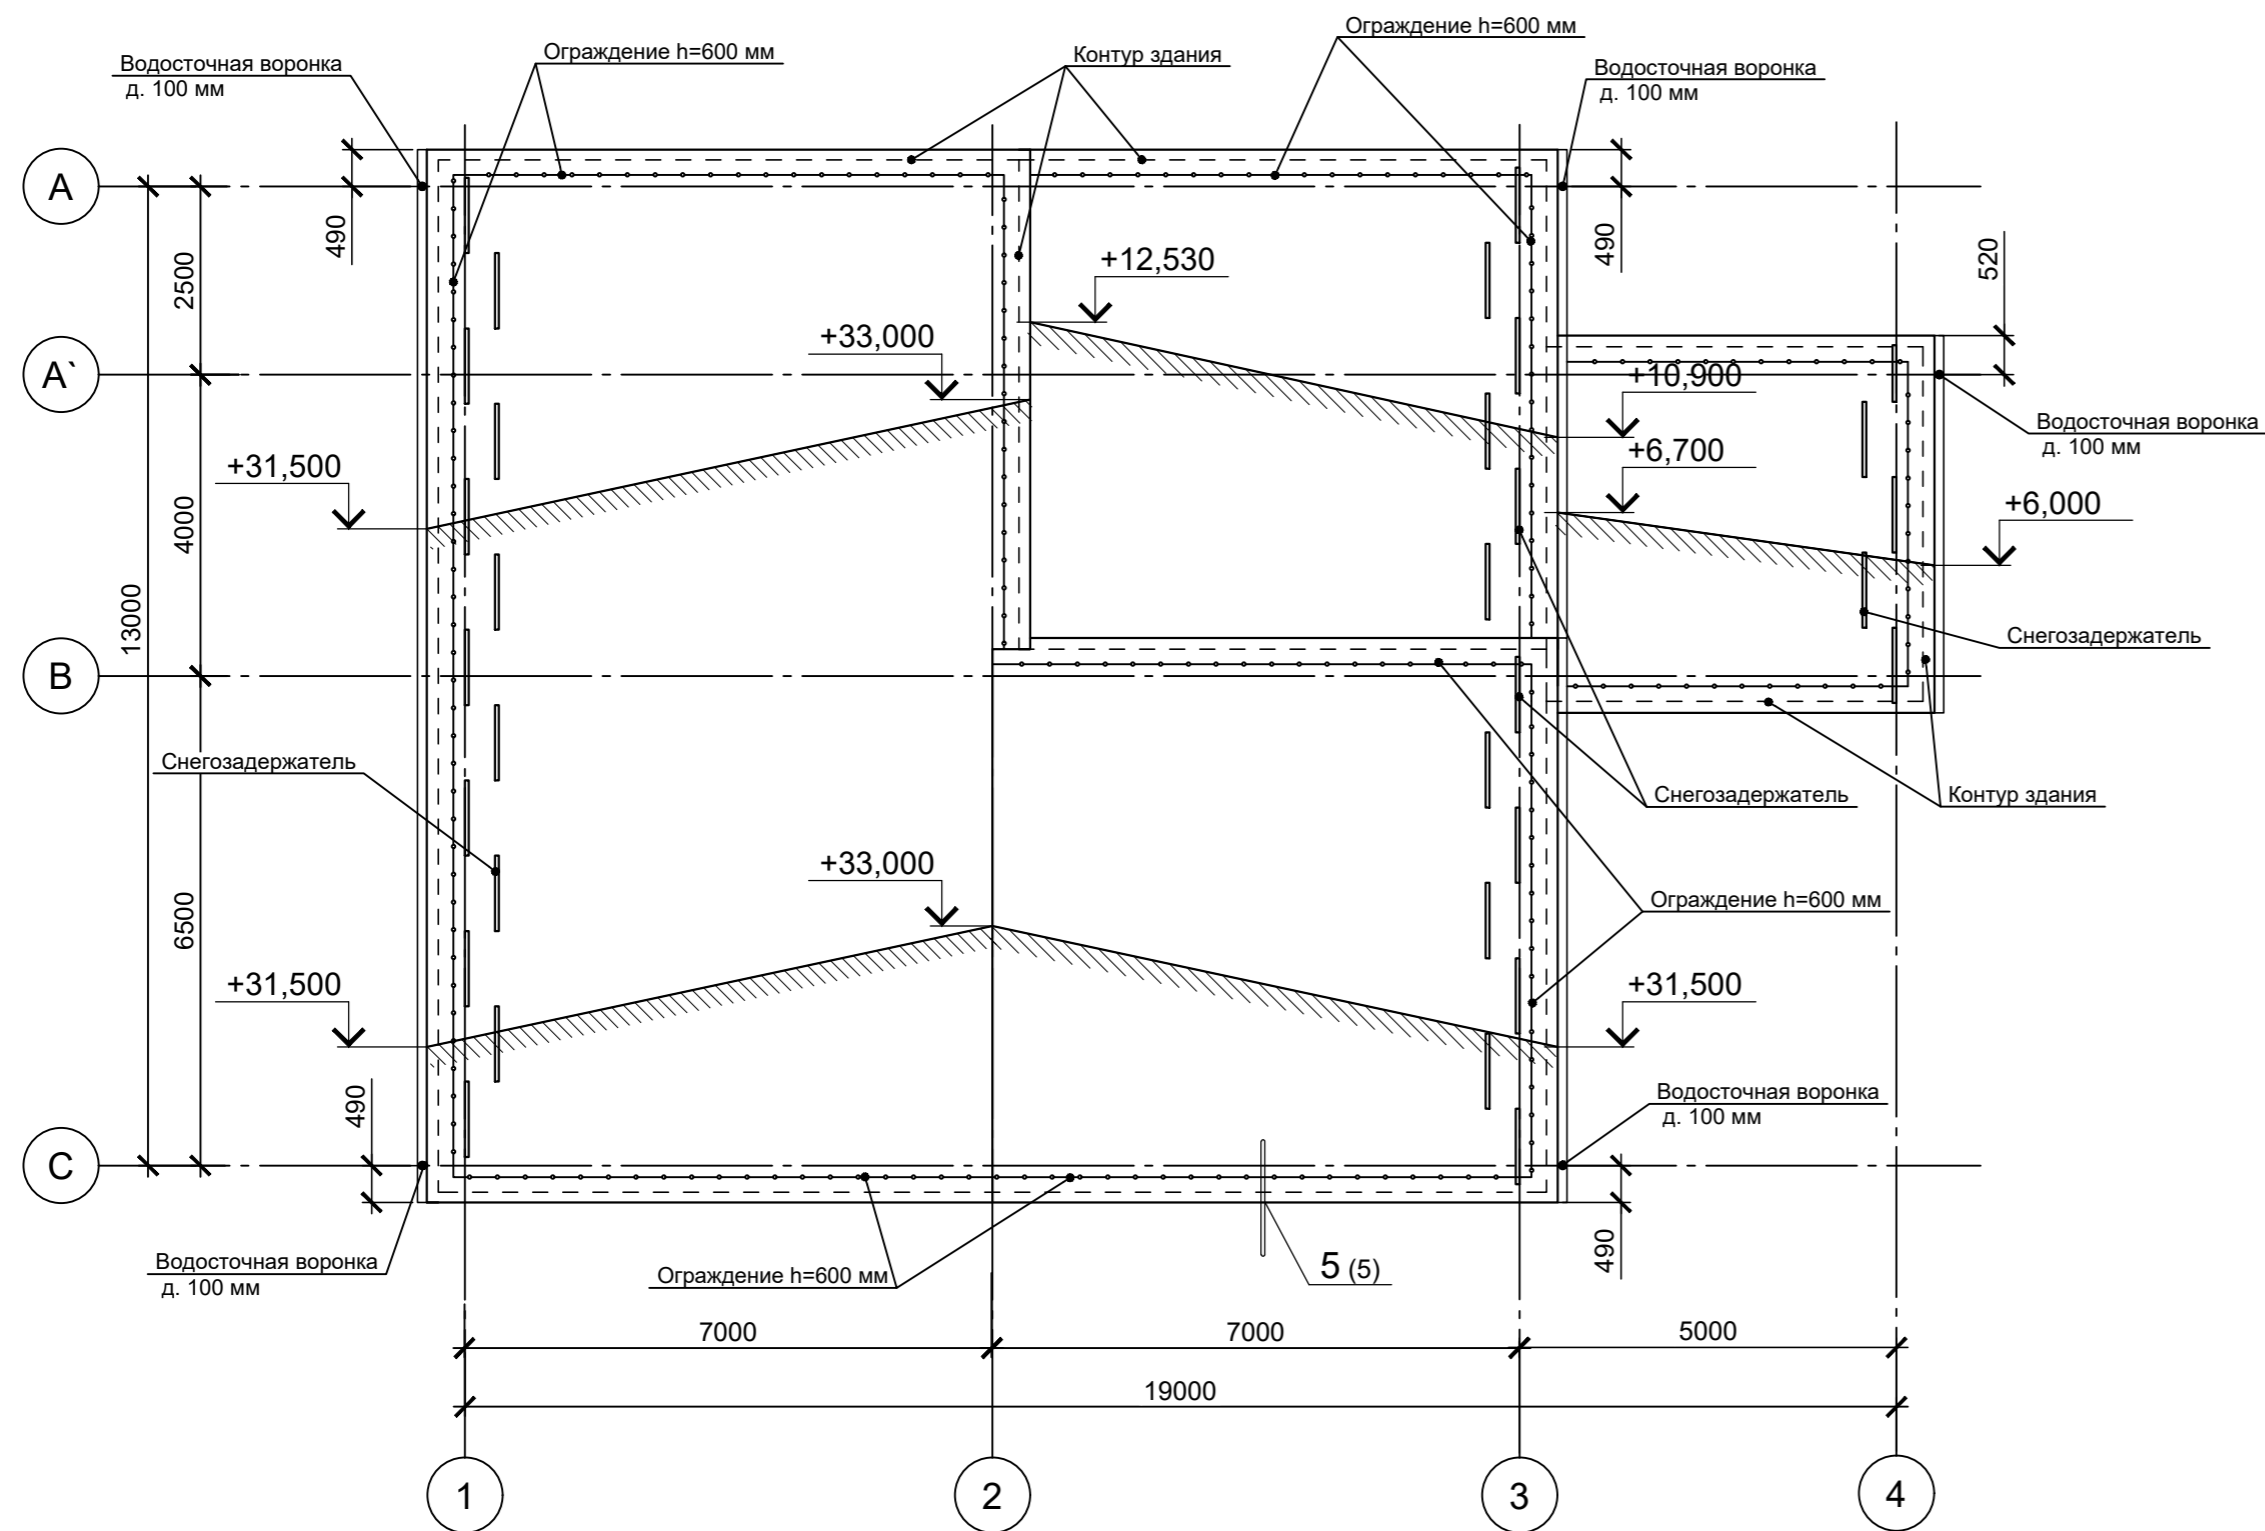 Ограждение h=600 мм
Ограждение h=600 мм
Контур здания
Водосточная воронка
д. 100 мм
Водосточная воронка
д. 100 мм
А
490
490
520
2500
+12,530
+33,000
А`
+10,900
Водосточная воронка
д. 100 мм
+31,500
+6,700
+6,000
4000
13000
Снегозадержатель
В
Снегозадержатель
Снегозадержатель
Контур здания
+33,000
Ограждение h=600 мм
6500
+31,500
+31,500
490
Водосточная воронка
д. 100 мм
С
490
Водосточная воронка
д. 100 мм
Ограждение h=600 мм
5 (5)
7000
7000
5000
19000
1
2
3
4